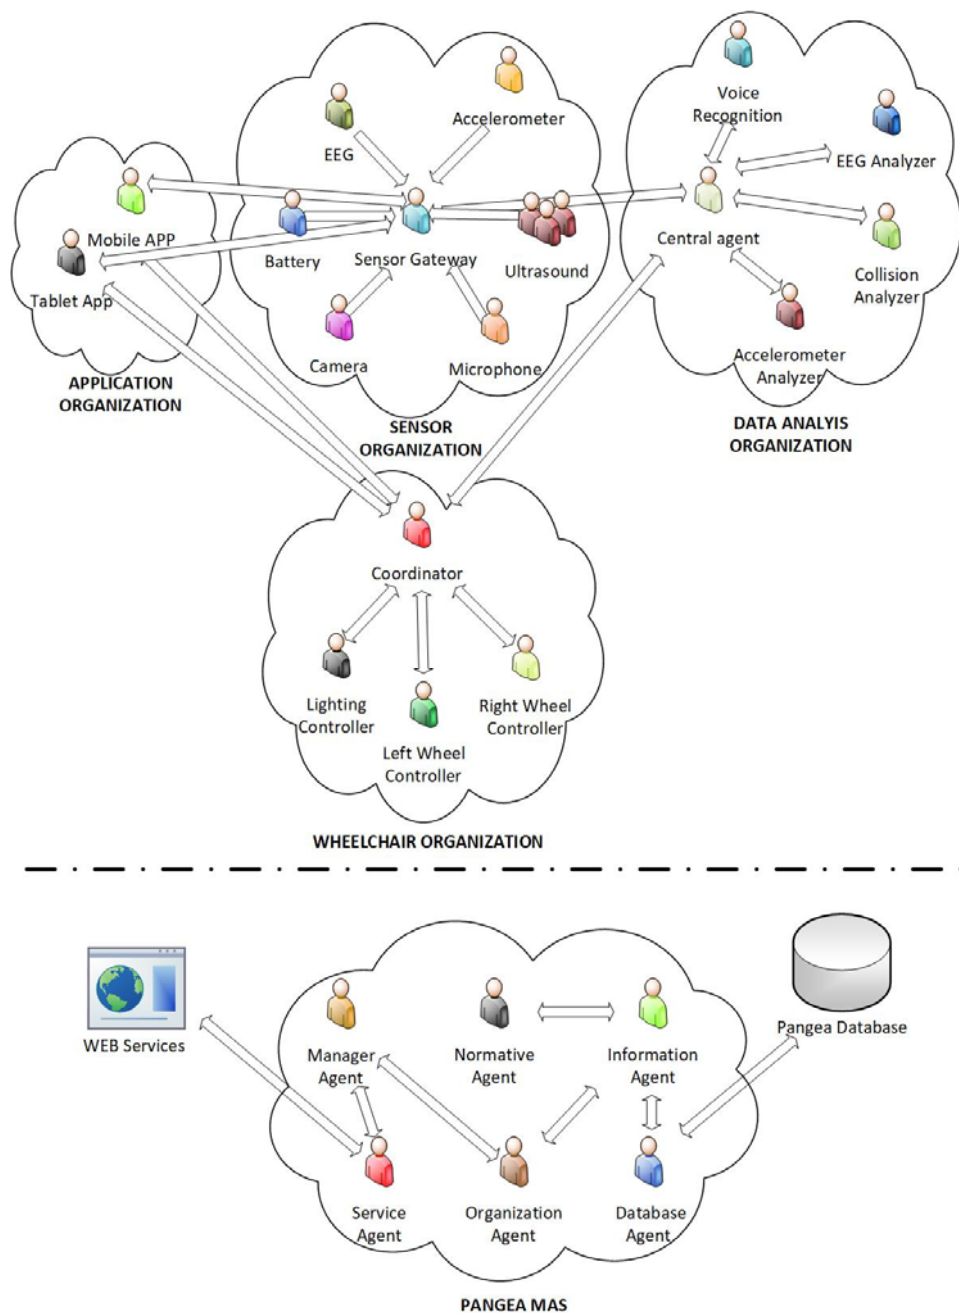 Voice
Recognition
EEG
Accelerometer
EEG Analyzer
Mobile APP
Tablet App
Battery
Sensor Gateway
Ultrasound
Central agent
Collision
Analyzer
Camera
Microphone
Accelerometer
Analyzer
APPLICATION
ORGANIZATION
SENSOR
ORGANIZATION
DATA ANALYIS
ORGANIZATION
Coordinator
Lighting
Controller
Left Wheel
Controller
Right Wheel
Controller
WHEELCHAIR ORGANIZATION
WEB Services
Manager
Agent
Normative
Agent
Information
Agent
Pangea Database
Service
Agent
Organization
Agent
Database
Agent
PANGEA MAS